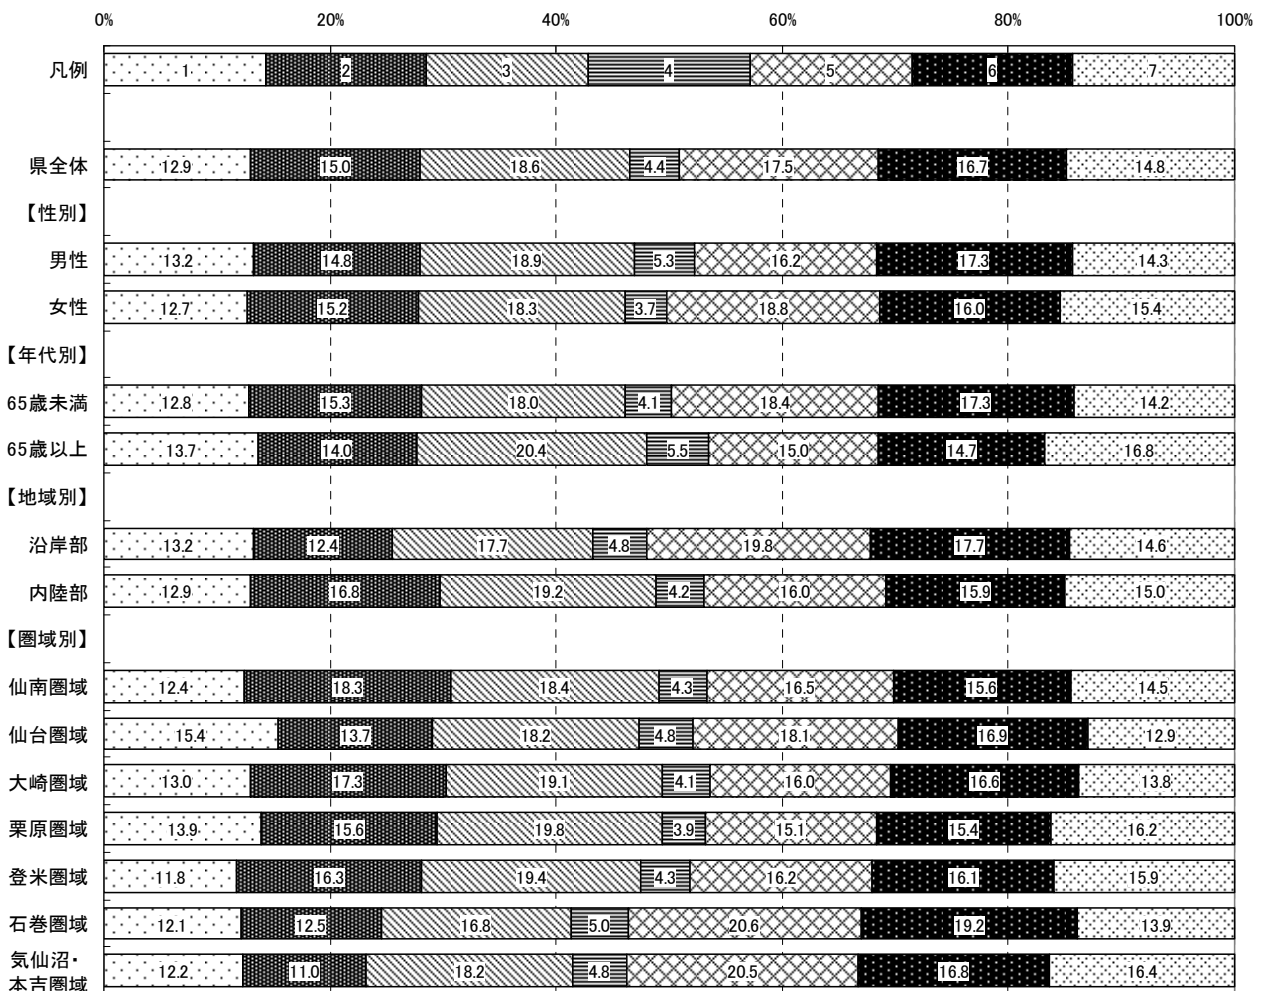 0% 20% 40% 60% 80% 100%
凡例 1 2 3 4 5 6 7
県全体 12.9 15.0 18.6 4.4 17.5 16.7 14.8
【性別】
男性 13.2 14.8 18.9 5.3 16.2 17.3 14.3
女性 12.7 15.2 18.3 3.7 18.8 16.0 15.4
【年代別】
65歳未満 12.8 15.3 18.0 4.1 18.4 17.3 14.2
65歳以上 13.7 14.0 20.4 5.5 15.0 14.7 16.8
【地域別】
沿岸部 13.2 12.4 17.7 4.8 19.8 17.7 14.6
内陸部 12.9 16.8 19.2 4.2 16.0 15.9 15.0
【圏域別】
仙南圏域 12.4 18.3 18.4 4.3 16.5 15.6 14.5
仙台圏域 15.4 13.7 18.2 4.8 18.1 16.9 12.9
大崎圏域 13.0 17.3 19.1 4.1 16.0 16.6 13.8
栗原圏域 13.9 15.6 19.8 3.9 15.1 15.4 16.2
登米圏域 11.8 16.3 19.4 4.3 16.2 16.1 15.9
石巻圏域 12.1 12.5 16.8 5.0 20.6 19.2 13.9
気仙沼・
本吉圏域 12.2 11.0 18.2 4.8 20.5 16.8 16.4